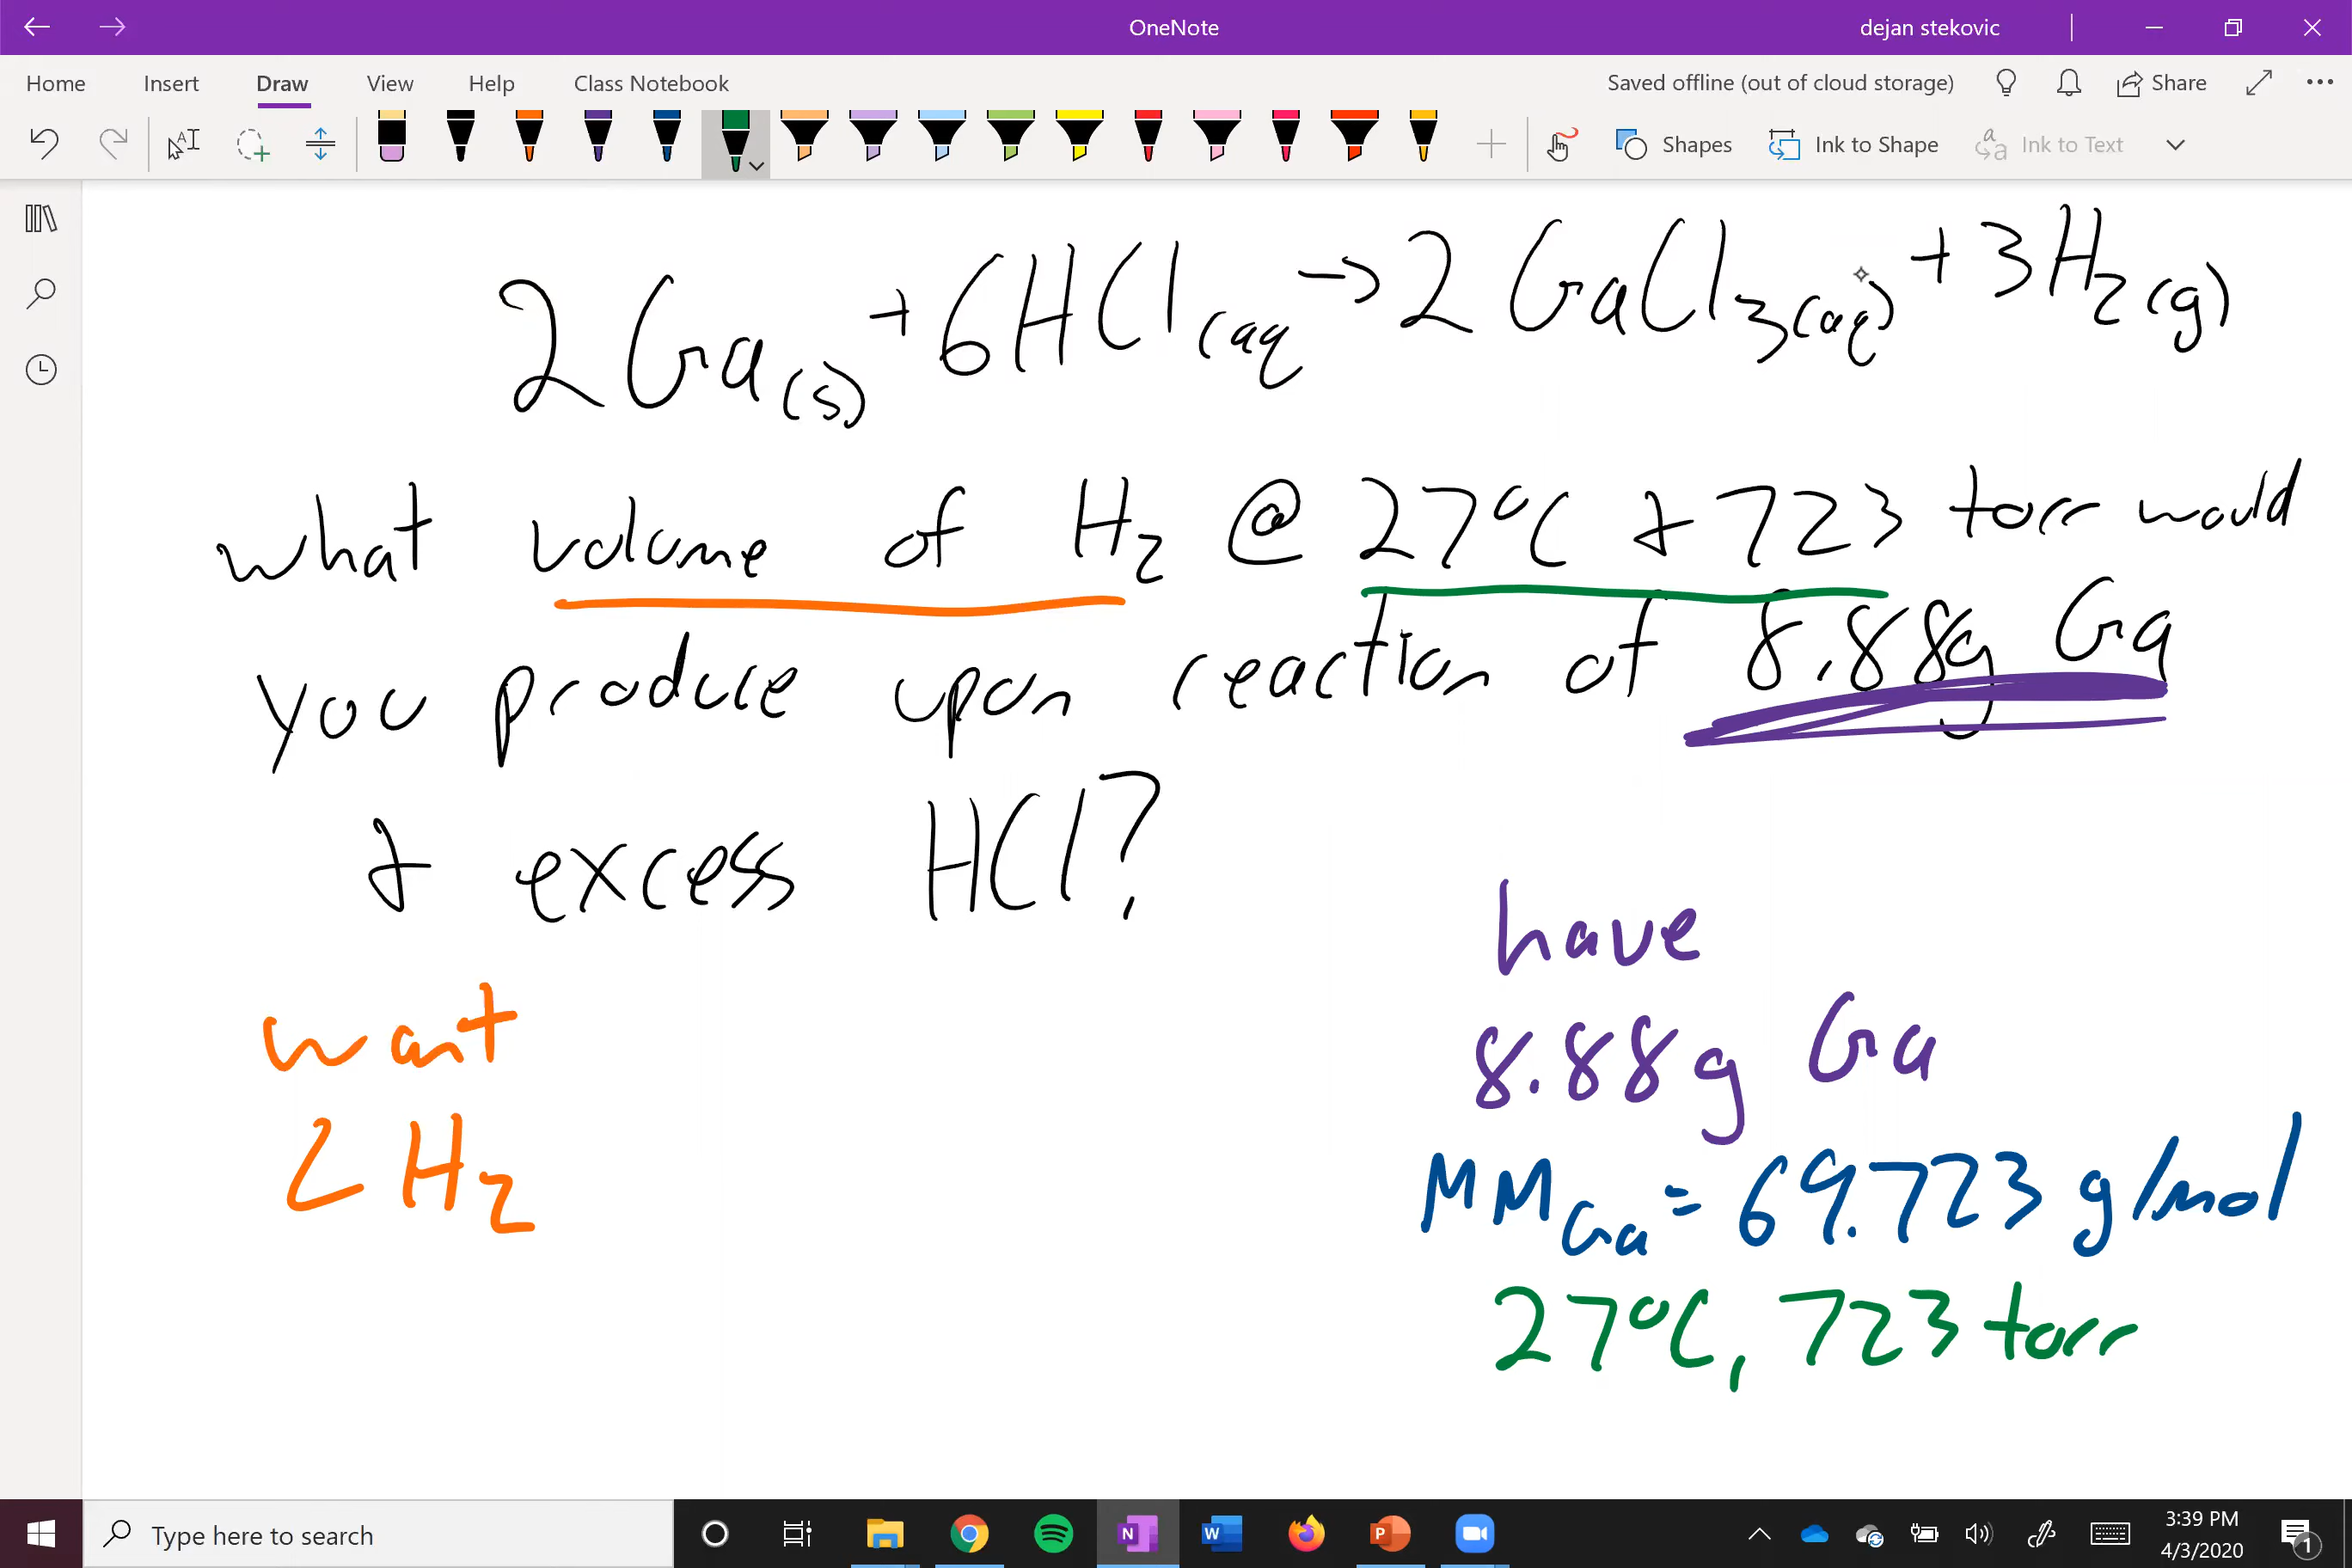 OneNote
dejan stekovic
Home Insert Draw View Help Class Notebook
Saved offline (out of cloud storage) Share
Shapes Ink to Shape Ink to Text
2Ga(s) + 6HCl(aq → 2GaCl3(aq) + 3H2(g)
what volume of H2 @ 27°C & 723 torr would
you produce upon reaction of 8.88g Ga
& excess HCl?
have
8.88g Ga
MMGa = 69.723 g/mol
27°C, 723 torr
want
L H2
Type here to search
3:39 PM
4/3/2020
1